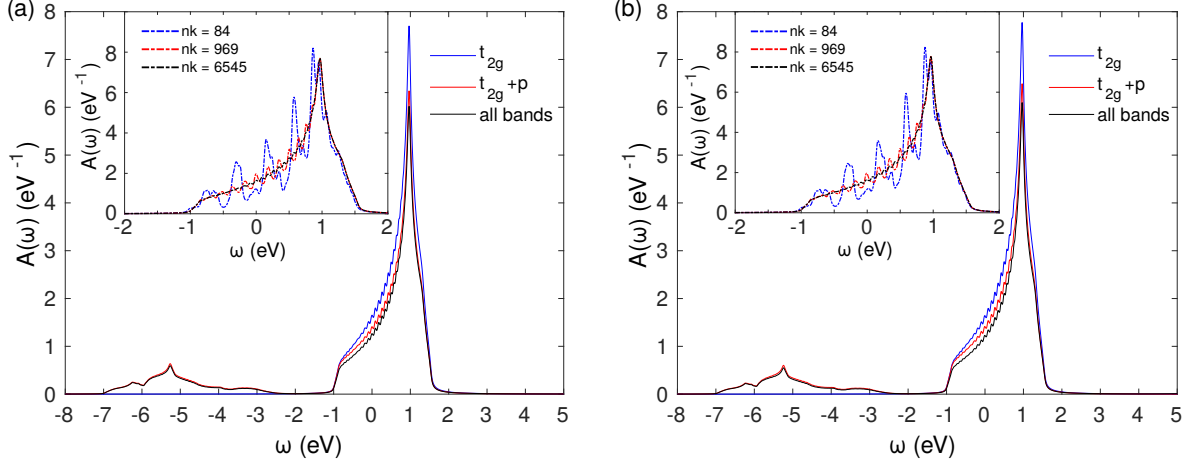 (a)
8
7
6
5
4
3
2
1
0
A(ω) (eV ⁻¹)
-8 -7 -6 -5 -4 -3 -2 -1 0 1 2 3 4 5
ω (eV)
t2g
t2g +p
all bands
nk = 84
nk = 969
nk = 6545
8
6
4
2
0
A(ω) (eV ⁻¹)
-2 -1 0 1 2
ω (eV)
(b)
8
7
6
5
4
3
2
1
0
A(ω) (eV ⁻¹)
-8 -7 -6 -5 -4 -3 -2 -1 0 1 2 3 4 5
ω (eV)
t2g
t2g +p
all bands
nk = 84
nk = 969
nk = 6545
8
6
4
2
0
A(ω) (eV ⁻¹)
-2 -1 0 1 2
ω (eV)